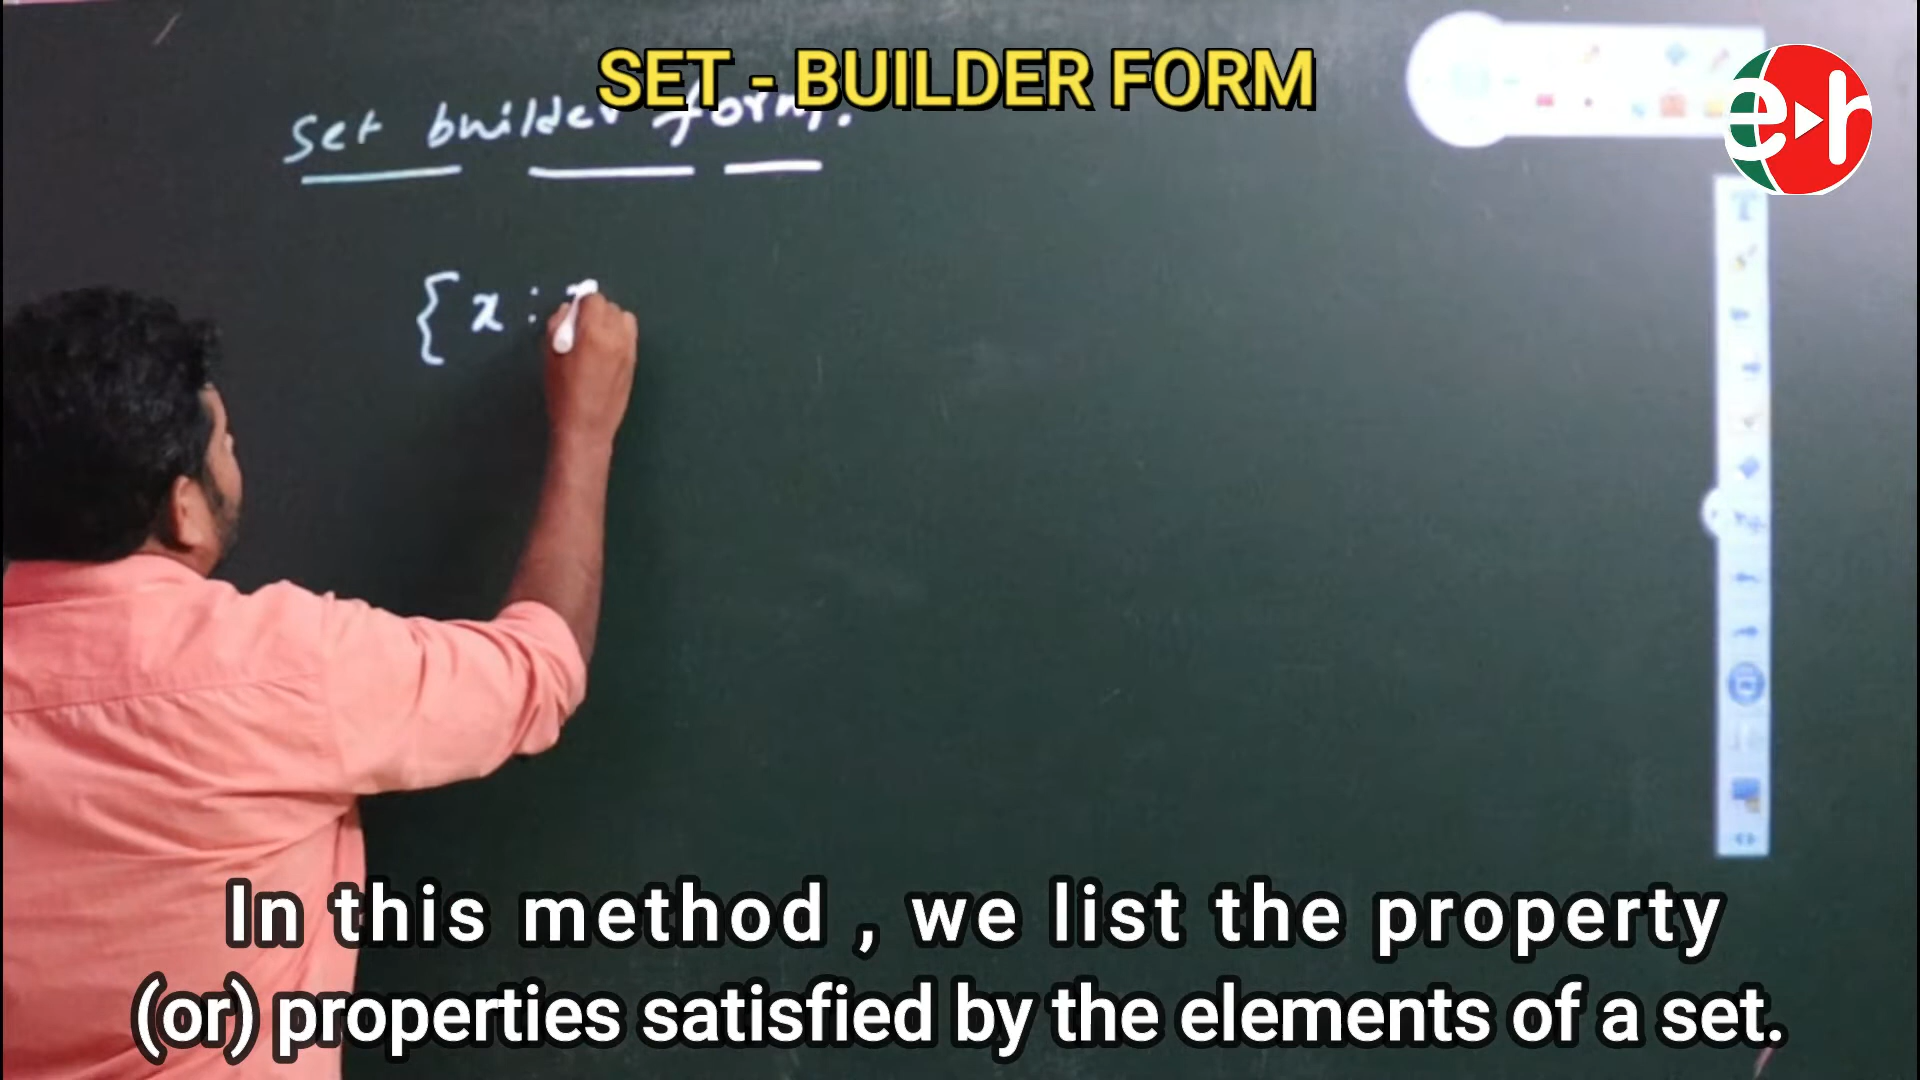 SET - BUILDER FORM
Set builder form.
{ x :
In this method , we list the property
(or) properties satisfied by the elements of a set.